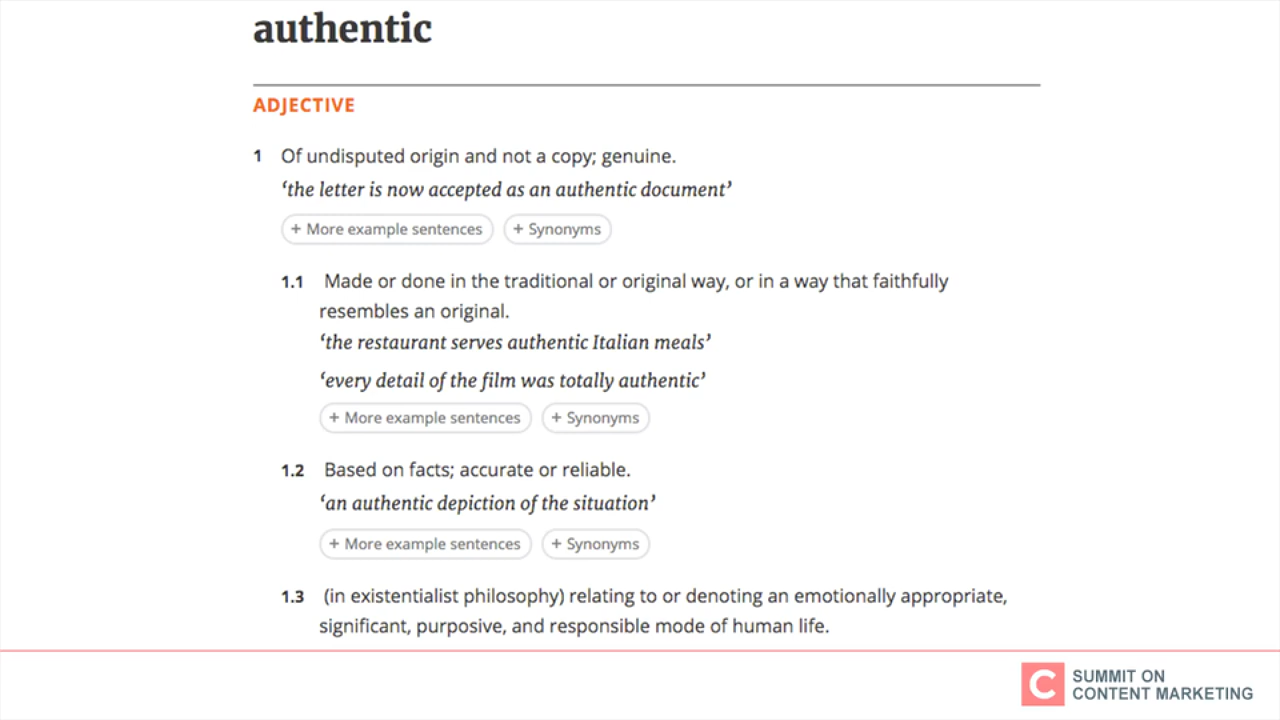 authentic
ADJECTIVE
1 Of undisputed origin and not a copy; genuine.
‘the letter is now accepted as an authentic document’
+ More example sentences + Synonyms
1.1 Made or done in the traditional or original way, or in a way that faithfully
resembles an original.
‘the restaurant serves authentic Italian meals’
‘every detail of the film was totally authentic’
+ More example sentences + Synonyms
1.2 Based on facts; accurate or reliable.
‘an authentic depiction of the situation’
+ More example sentences + Synonyms
1.3 (in existentialist philosophy) relating to or denoting an emotionally appropriate,
significant, purposive, and responsible mode of human life.
C SUMMIT ON
CONTENT MARKETING